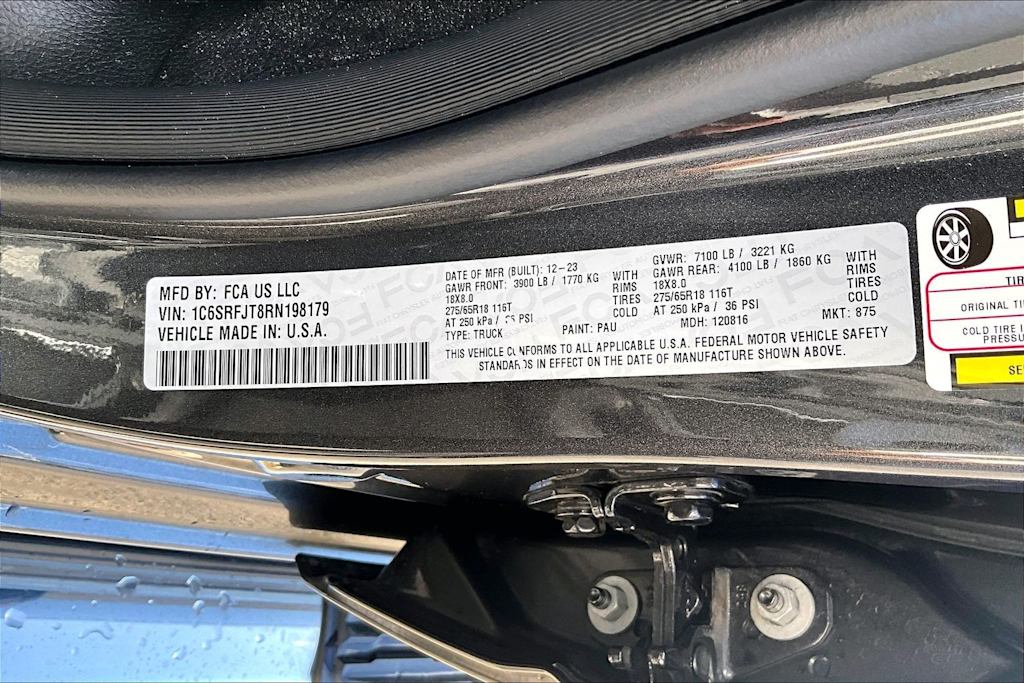 MFD BY: FCA US LLC
VIN: 1C6SRFJT8RN198179
VEHICLE MADE IN: U.S.A.
DATE OF MFR (BUILT): 12-23
GAWR FRONT: 3900 LB / 1770 KG WITH
18X8.0 RIMS
275/65R18 116T TIRES
AT 250 kPa / PSI COLD
TYPE: TRUCK PAINT: PAU
GVWR: 7100 LB / 3221 KG
GAWR REAR: 4100 LB / 1860 KG WITH
18X8.0 RIMS
275/65R18 116T TIRES
AT 250 kPa / 36 PSI COLD
MDH: 120816 MKT: 875
THIS VEHICLE CONFORMS TO ALL APPLICABLE U.S.A. FEDERAL MOTOR VEHICLE SAFETY
STANDARDS IN EFFECT ON THE DATE OF MANUFACTURE SHOWN ABOVE.
ORIGINAL
COLD